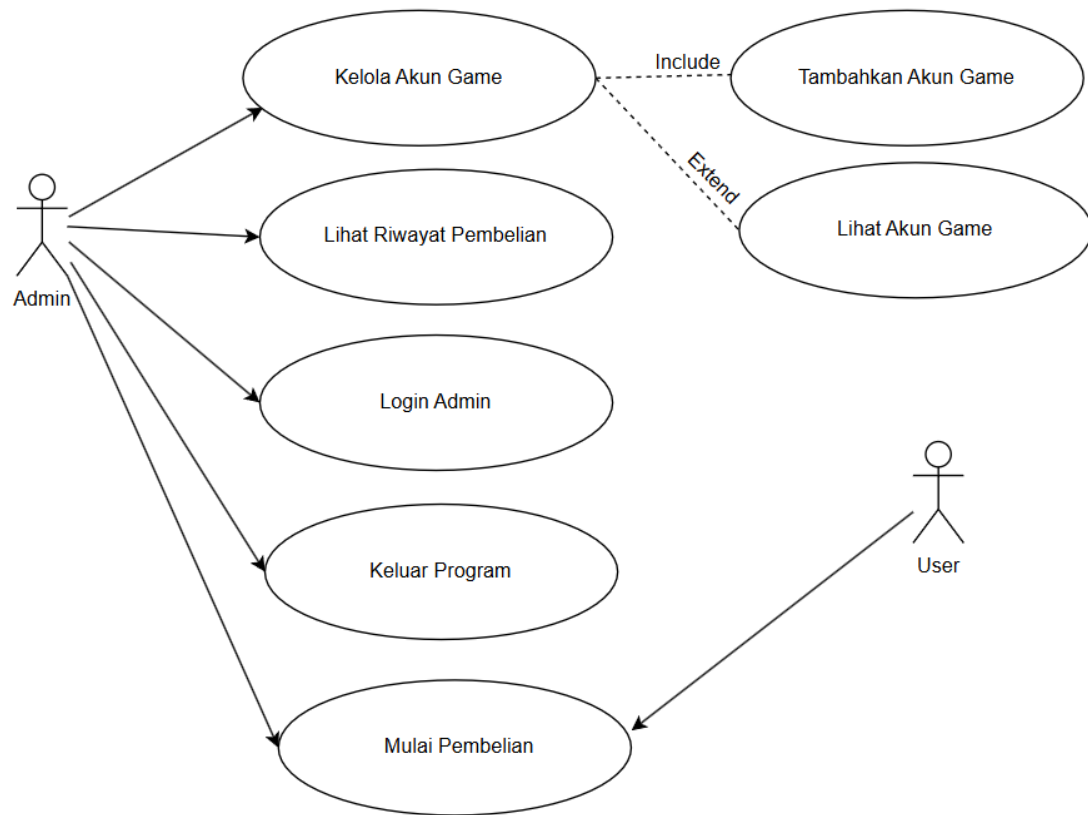 Kelola Akun Game
Include
Tambahkan Akun Game
Extend
Lihat Akun Game
Admin
Lihat Riwayat Pembelian
Login Admin
Keluar Program
User
Mulai Pembelian